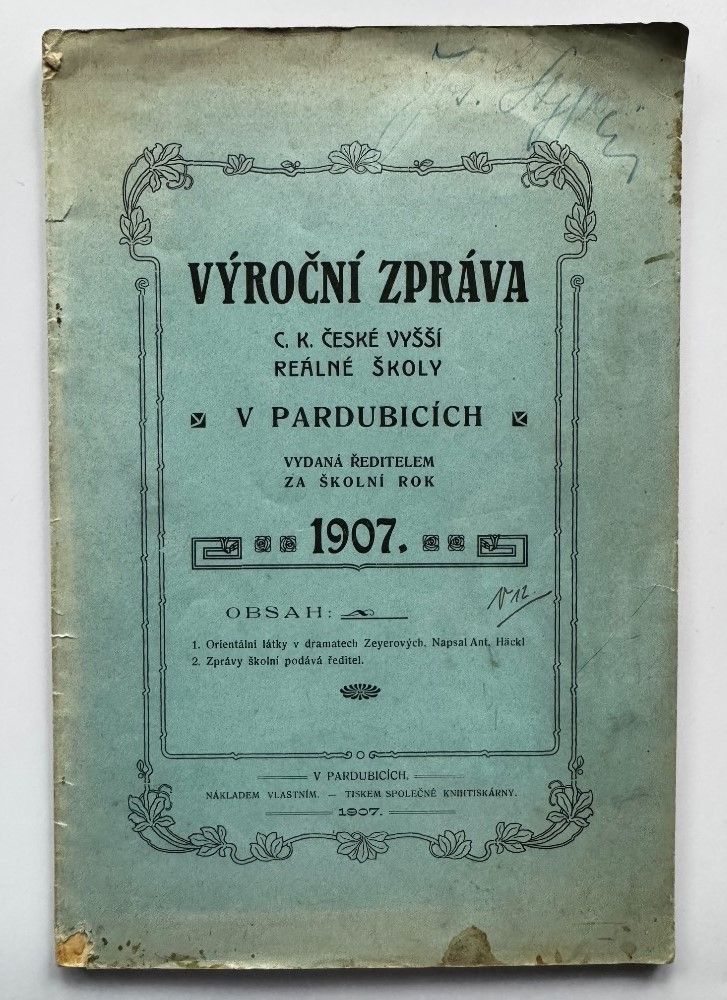 VÝROČNÍ ZPRÁVA
C. K. ČESKÉ VYŠŠÍ
REÁLNÉ ŠKOLY
V PARDUBICÍCH
VYDANÁ ŘEDITELEM
ZA ŠKOLNÍ ROK
1907.
OBSAH:
1. Orientální látky v dramatech Zeyerových. Napsal Ant. Häckl
2. Zprávy školní podává ředitel.
V PARDUBICÍCH.
NÁKLADEM VLASTNÍM. — TISKEM SPOLEČNÉ KNIHTISKÁRNY.
1907.